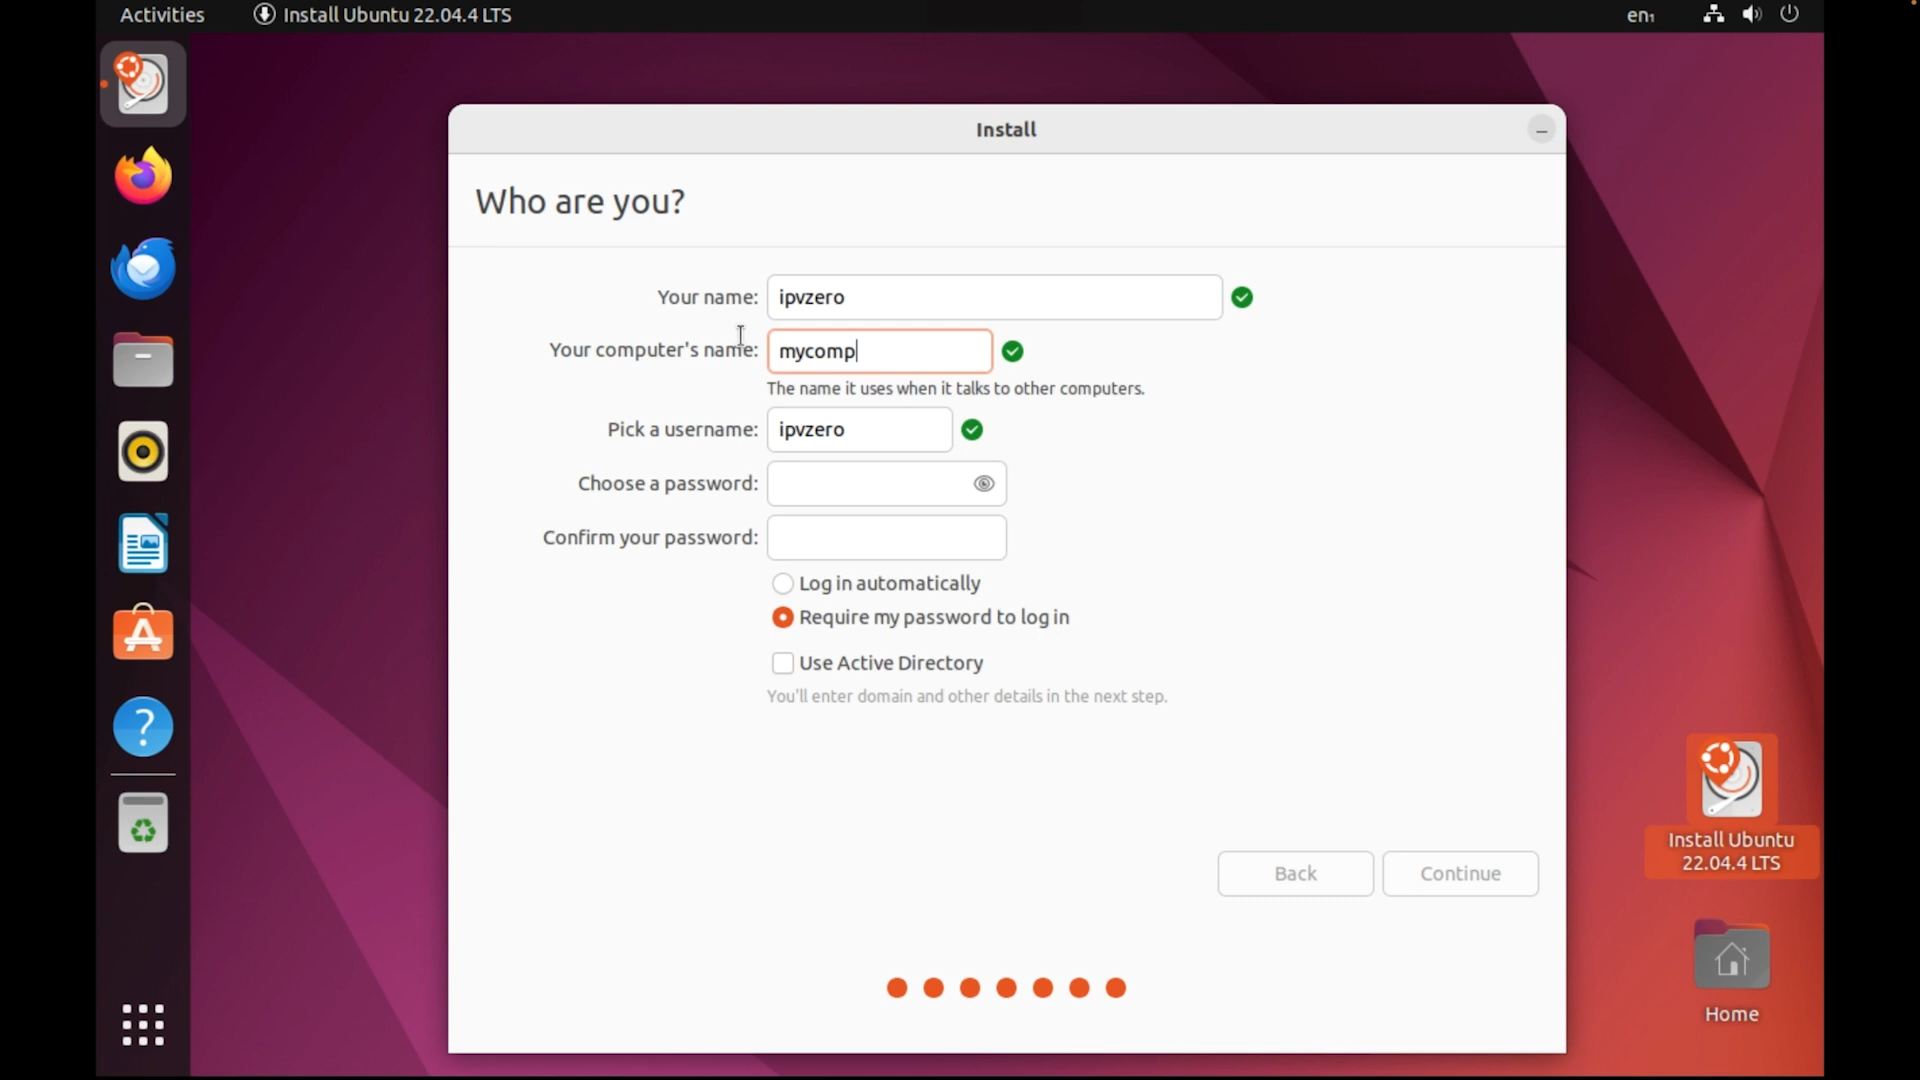 Activities
Install Ubuntu 22.04.4 LTS
en₁
Install
Who are you?
Your name: ipvzero
Your computer's name: mycomp
The name it uses when it talks to other computers.
Pick a username: ipvzero
Choose a password:
Confirm your password:
Log in automatically
Require my password to log in
Use Active Directory
You'll enter domain and other details in the next step.
Back
Continue
Install Ubuntu
22.04.4 LTS
Home